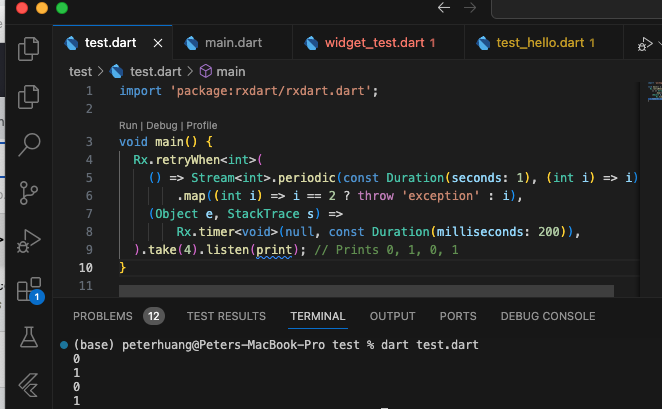 test.dart
main.dart
widget_test.dart 1
test_hello.dart 1
test > test.dart > main
1 import 'package:rxdart/rxdart.dart';
2
Run | Debug | Profile
3 void main() {
4 Rx.retryWhen<int>(
5 () => Stream<int>.periodic(const Duration(seconds: 1), (int i) => i)
6 .map((int i) => i == 2 ? throw 'exception' : i),
7 (Object e, StackTrace s) =>
8 Rx.timer<void>(null, const Duration(milliseconds: 200)),
9 ).take(4).listen(print); // Prints 0, 1, 0, 1
10 }
11
1
PROBLEMS 12 TEST RESULTS TERMINAL OUTPUT PORTS DEBUG CONSOLE
(base) peterhuang@Peters-MacBook-Pro test % dart test.dart
0
1
0
1